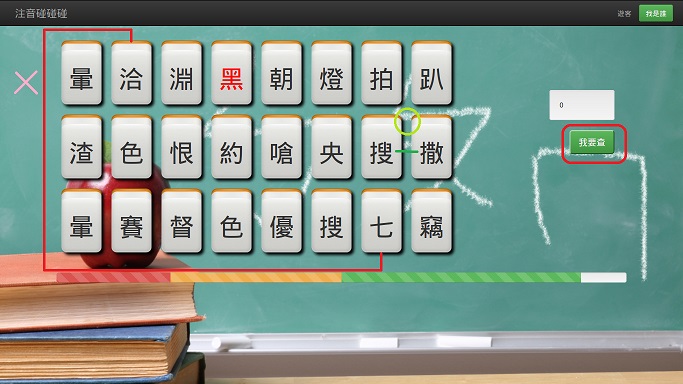 注音碰碰碰 遊客 我是誰
暈 洽 淵 黑 朝 燈 拍 趴
0
渣 色 恨 約 嗆 央 搜 撒
我要查
暈 賽 督 色 優 搜 七 竊